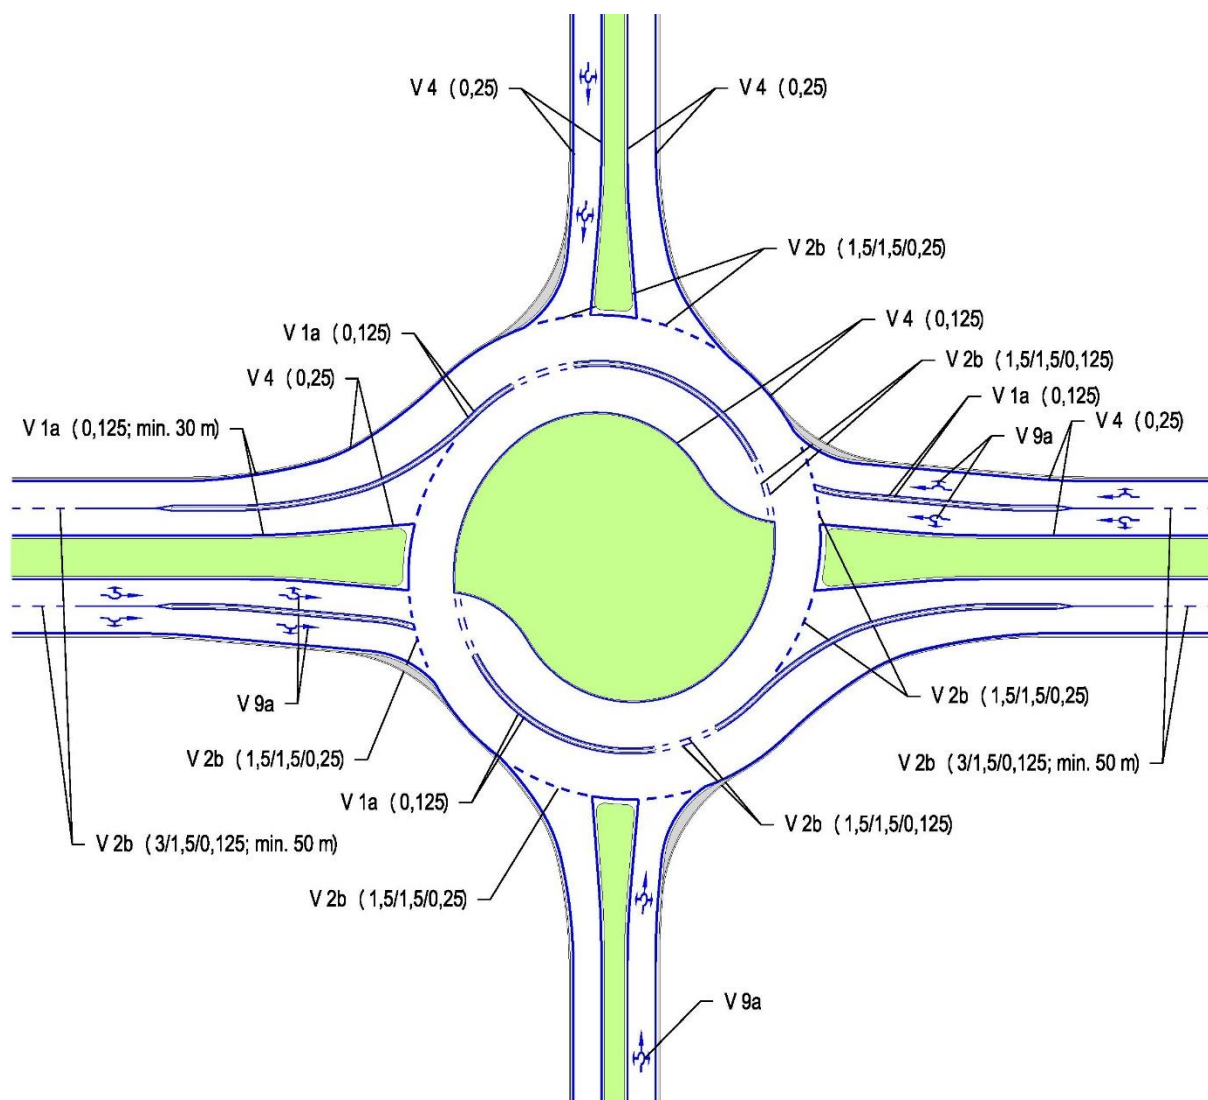 V 4 (0,25)
V 4 (0,25)
V 2b (1,5/1,5/0,25)
V 1a (0,125)
V 4 (0,125)
V 4 (0,25)
V 2b (1,5/1,5/0,125)
V 1a (0,125)
V 1a (0,125; min. 30 m)
V 4 (0,25)
V 9a
V 9a
V 2b (1,5/1,5/0,25)
V 2b (1,5/1,5/0,25)
V 2b (3/1,5/0,125; min. 50 m)
V 1a (0,125)
V 2b (1,5/1,5/0,125)
V 2b (3/1,5/0,125; min. 50 m)
V 2b (1,5/1,5/0,25)
V 9a